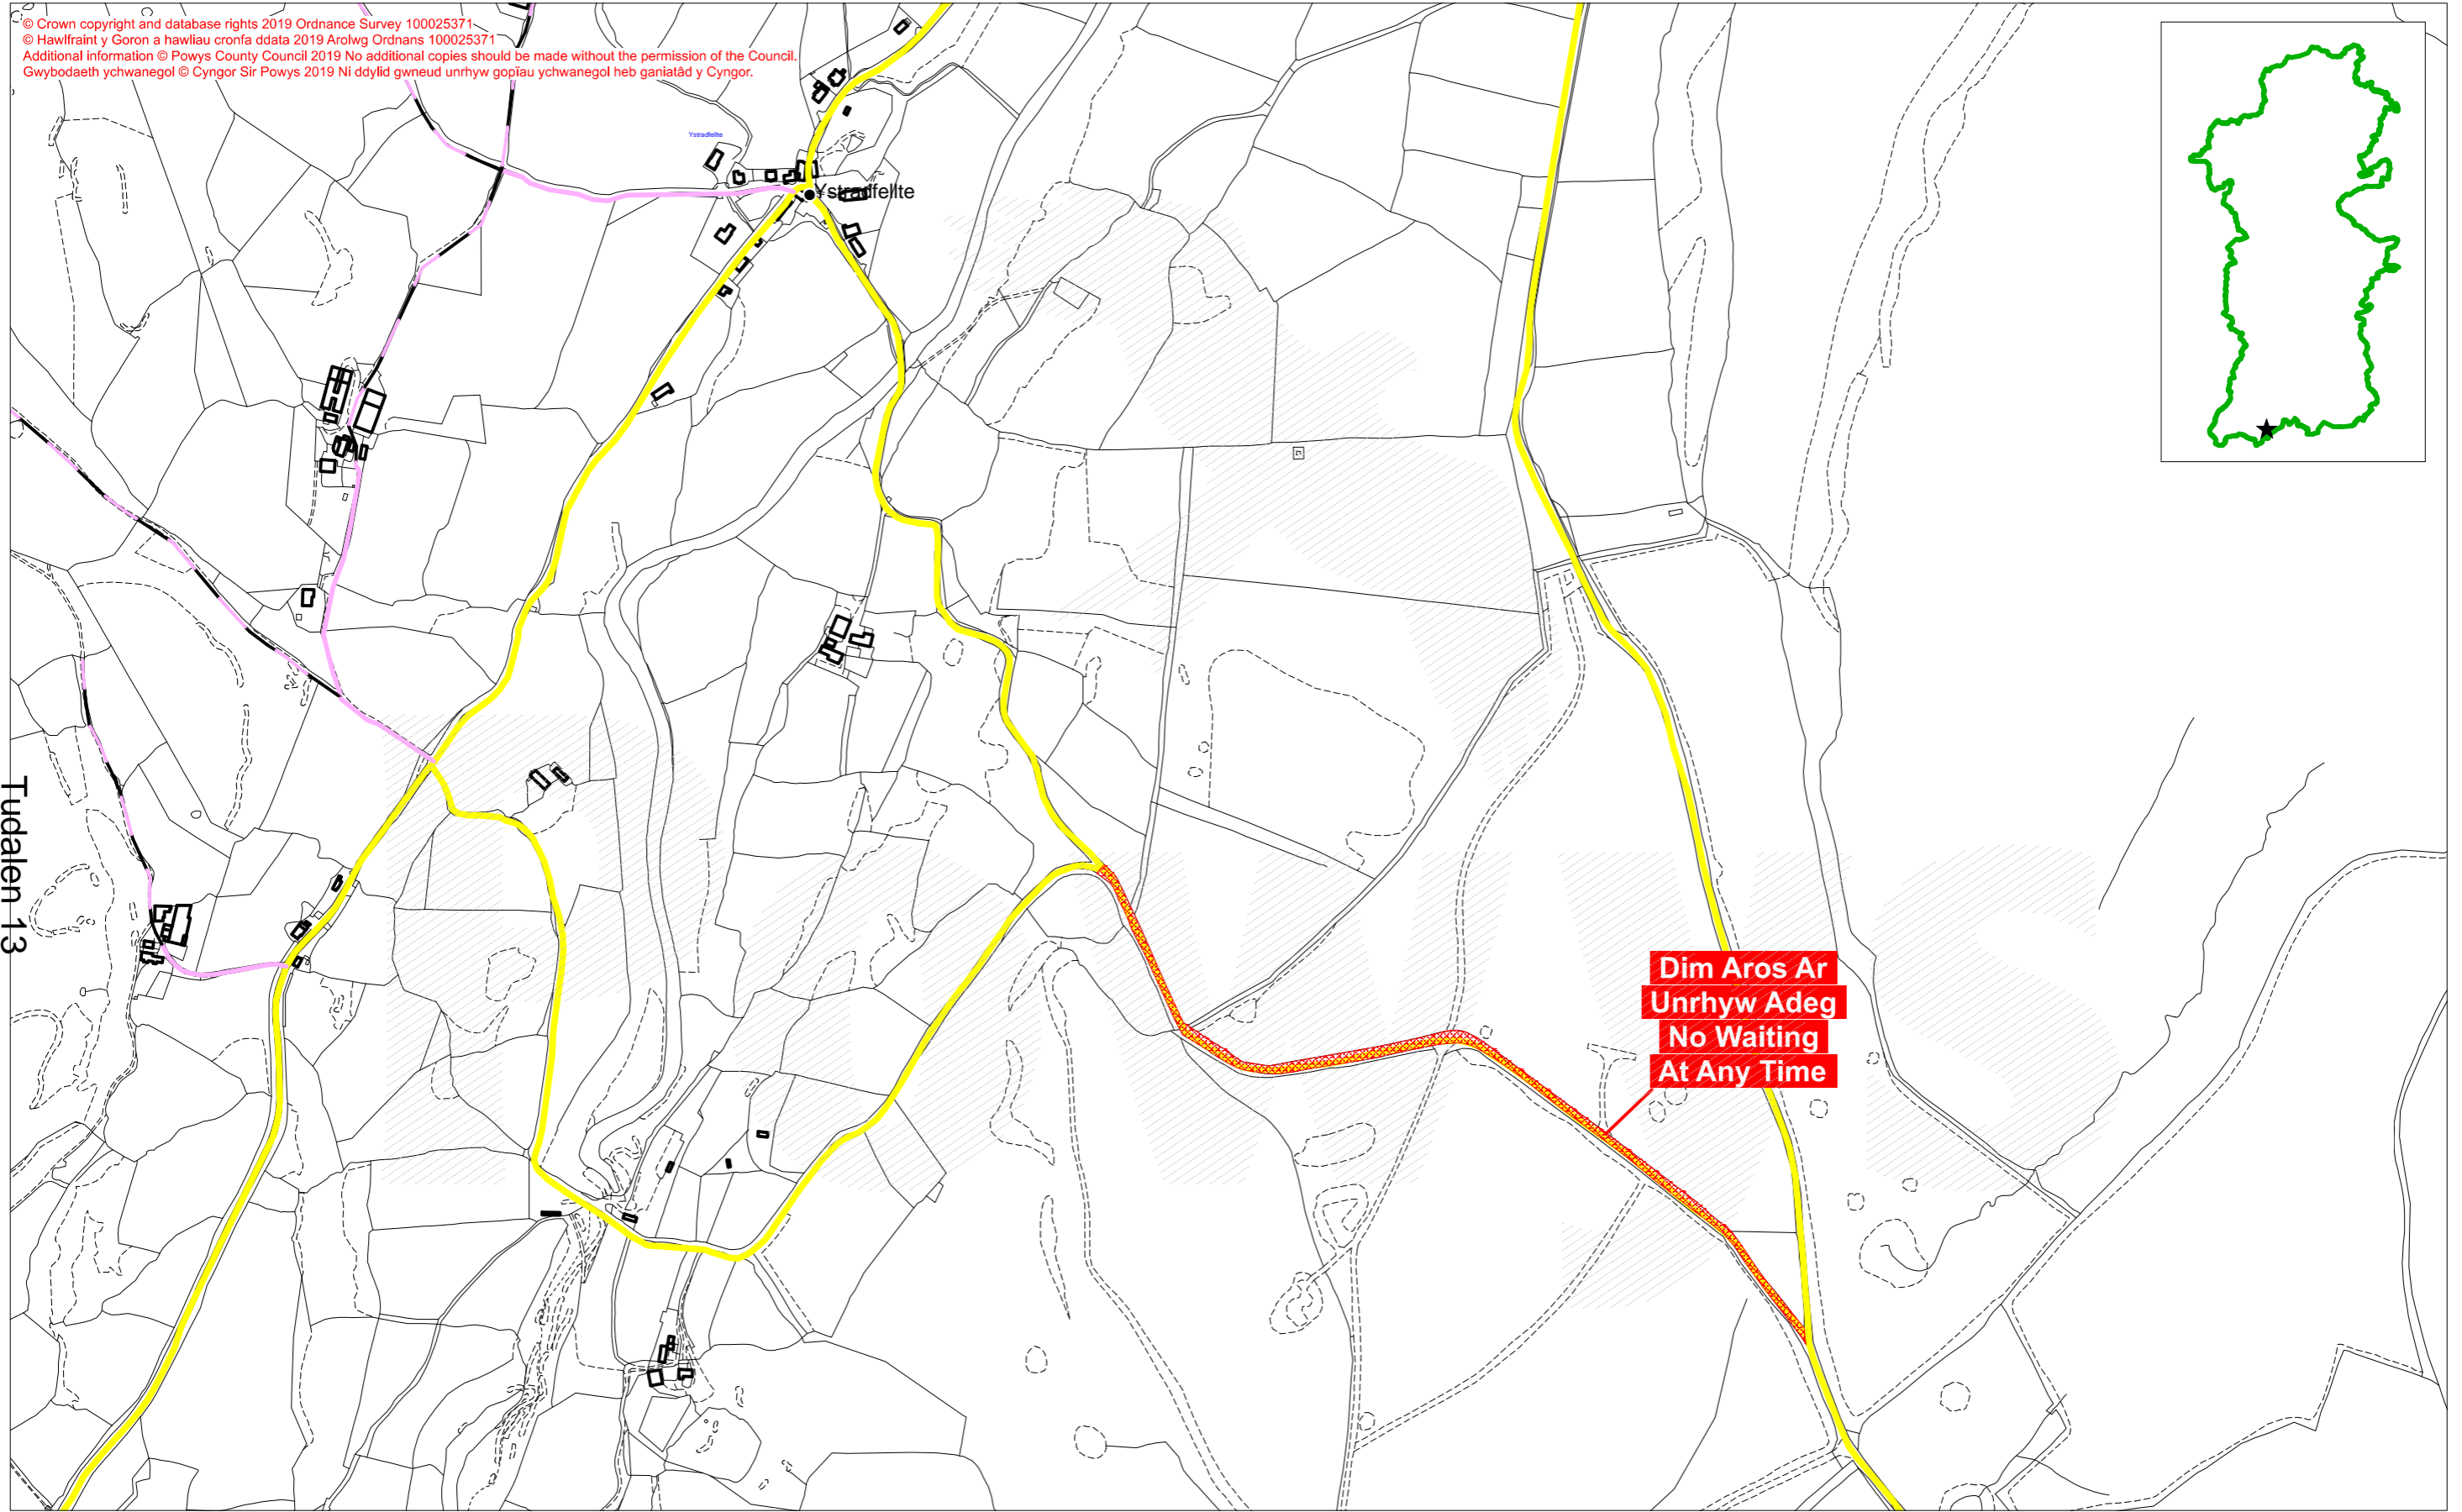 © Crown copyright and database rights 2019 Ordnance Survey 100025371
© Hawlfraint y Goron a hawliau cronfa ddata 2019 Arolwg Ordnans 100025371
Additional information © Powys County Council 2019 No additional copies should be made without the permission of the Council.
Gwybodaeth ychwanegol © Cyngor Sir Powys 2019 Ni ddylid gwneud unrhyw gopïau ychwanegol heb ganiatâd y Cyngor.
Ystradfellte
Ystradfellte
Tudalen 13
POWYS
Dim Aros Ar
Unrhyw Adeg
No Waiting
At Any Time